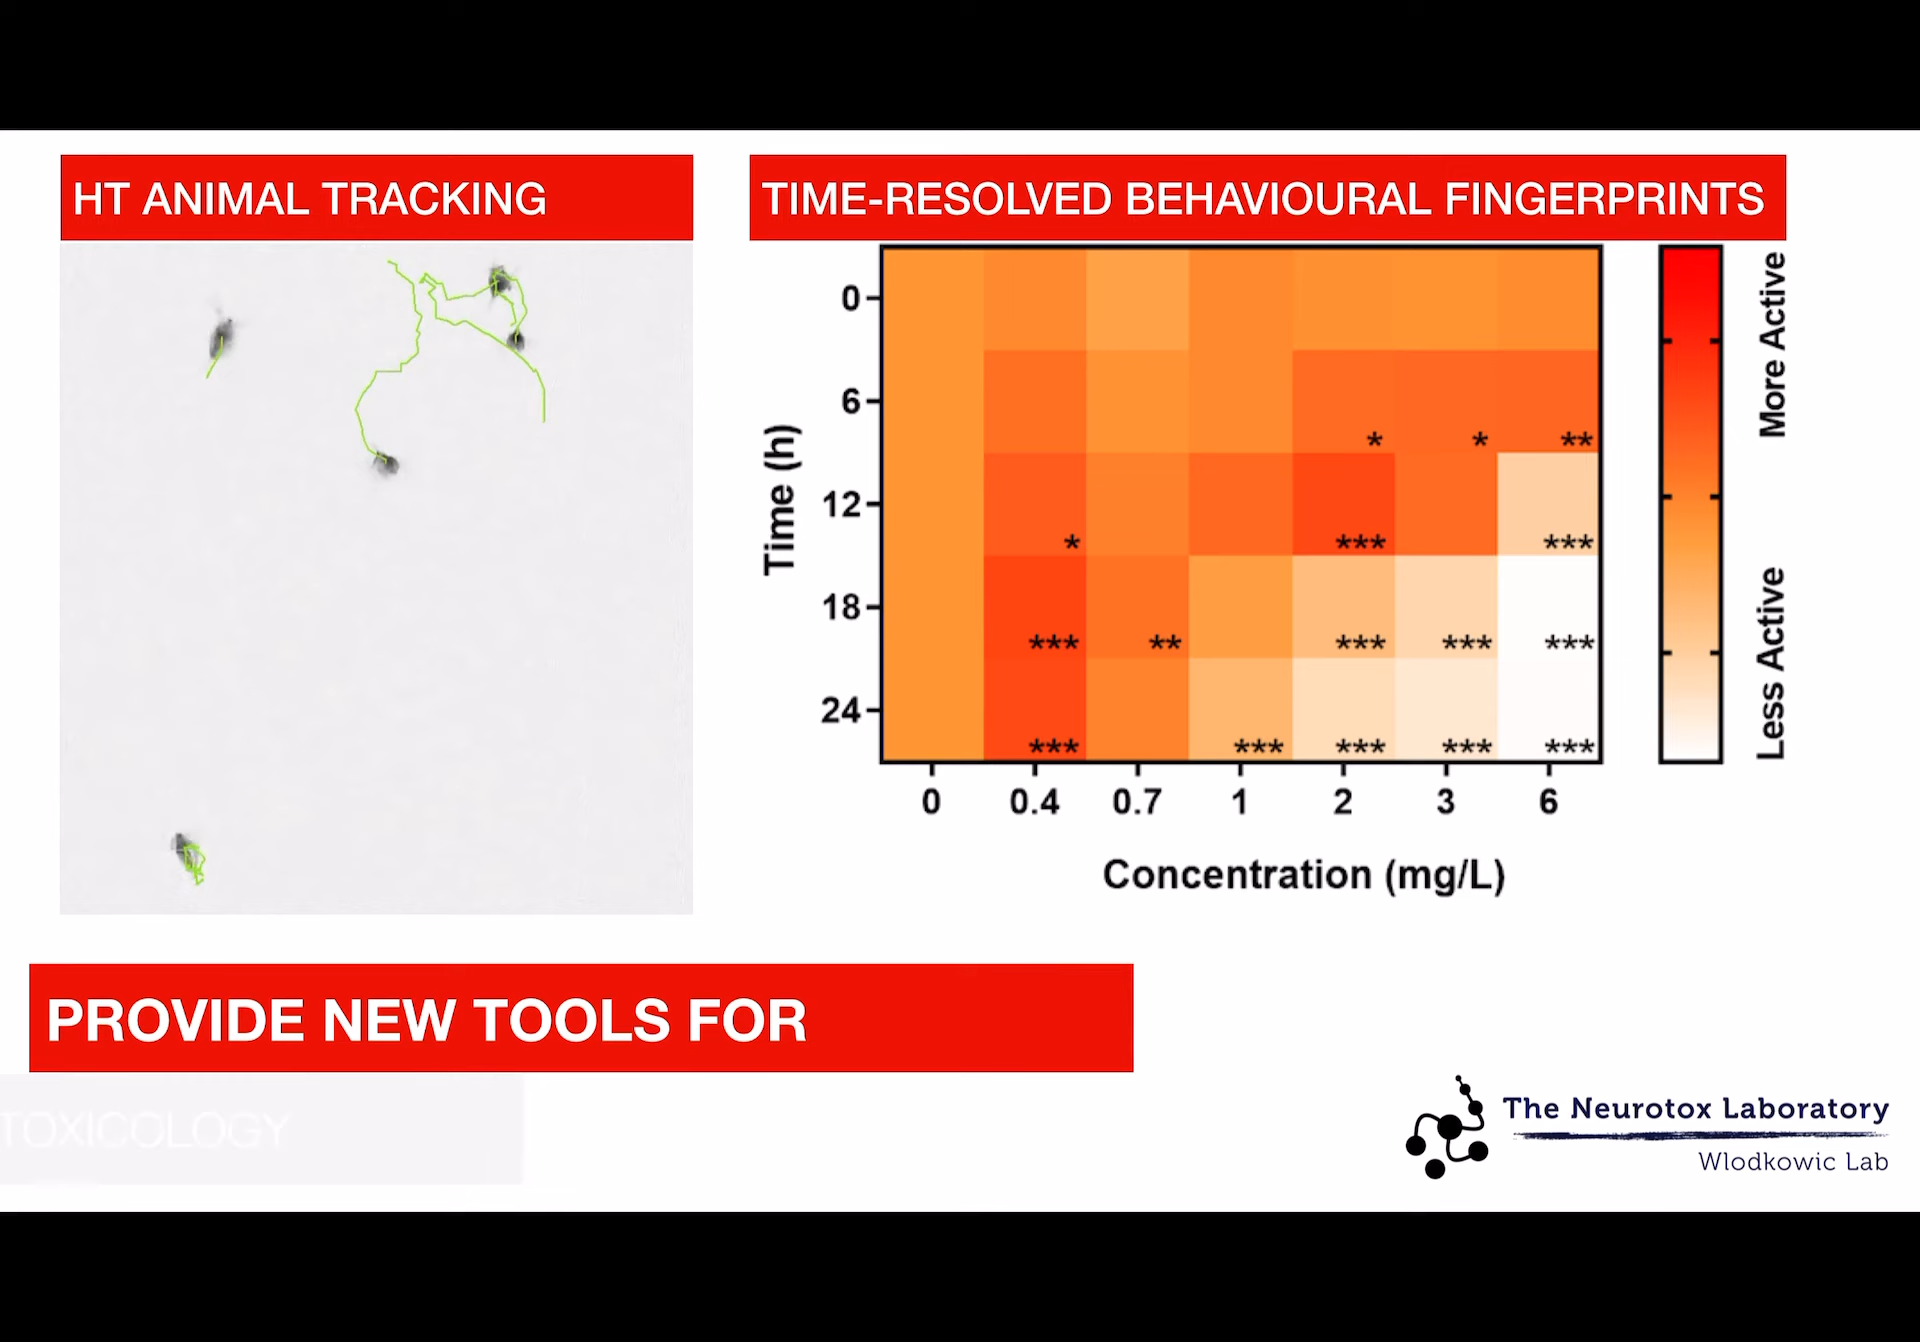 HT ANIMAL TRACKING
TIME-RESOLVED BEHAVIOURAL FINGERPRINTS
0
6
* * **
12
* *** ***
18
*** ** *** *** ***
24
*** *** *** *** ***
Time (h)
0 0.4 0.7 1 2 3 6
Concentration (mg/L)
More Active
Less Active
PROVIDE NEW TOOLS FOR
TOXICOLOGY
The Neurotox Laboratory
Wlodkowic Lab